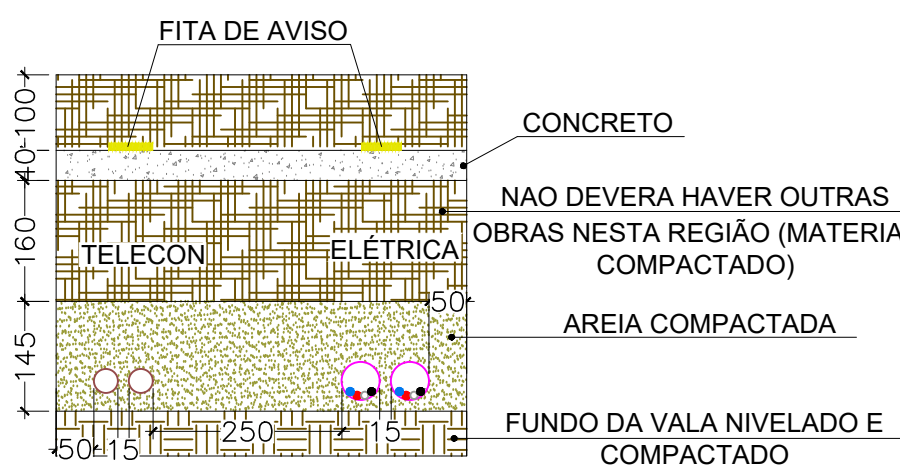 FITA DE AVISO
100
CONCRETO
40
NAO DEVERA HAVER OUTRAS
OBRAS NESTA REGIÃO (MATERIA
COMPACTADO)
160
TELECON
ELÉTRICA
50
AREIA COMPACTADA
145
FUNDO DA VALA NIVELADO E
COMPACTADO
50
15
250
15